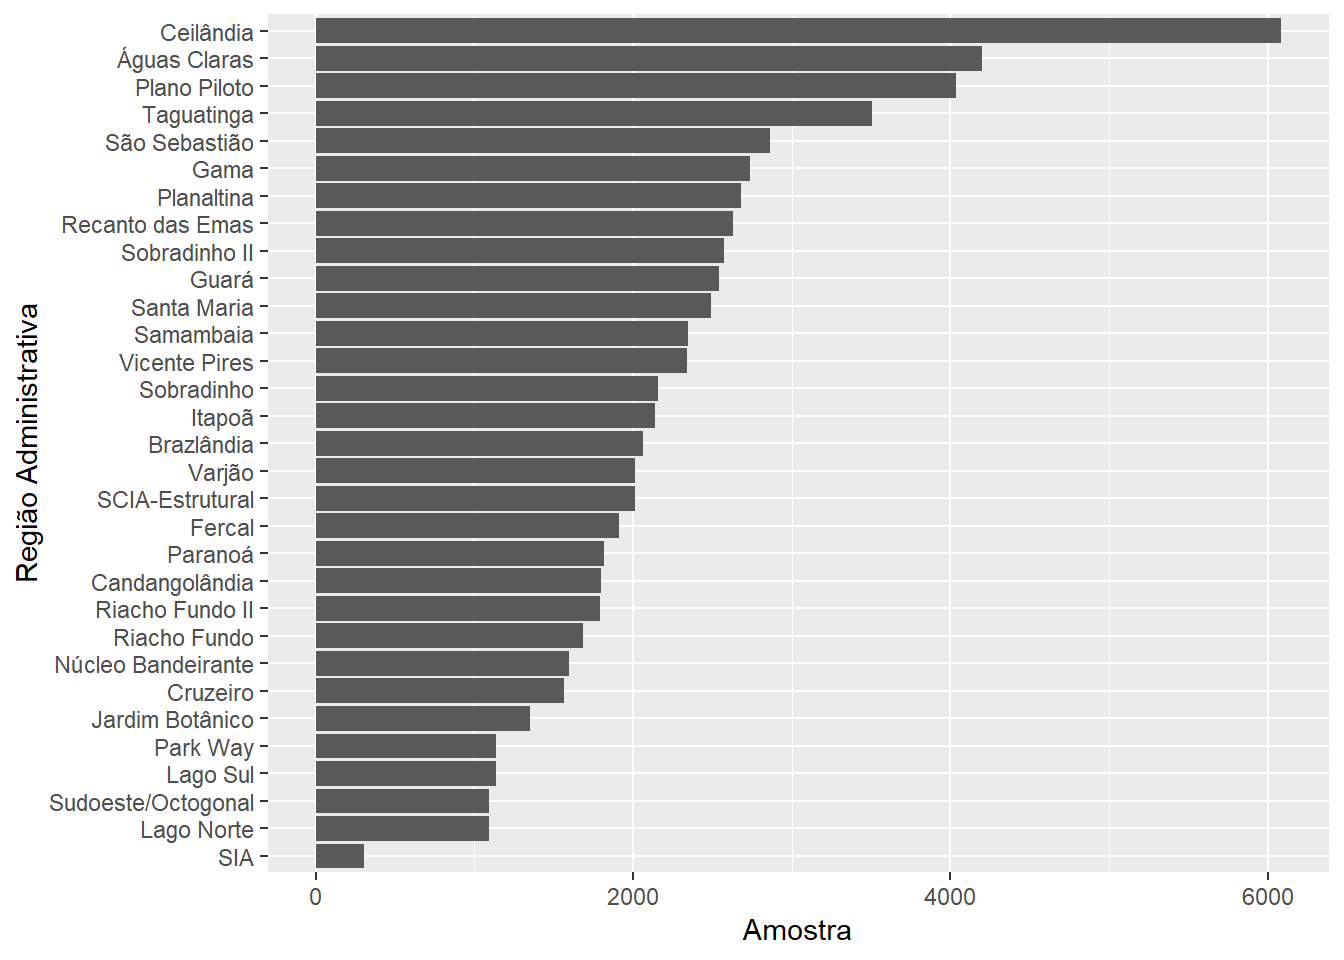 Ceilândia
Águas Claras
Plano Piloto
Taguatinga
São Sebastião
Gama
Planaltina
Recanto das Emas
Sobradinho II
Guará
Santa Maria
Samambaia
Vicente Pires
Sobradinho
Itapoã
Brazlândia
Varjão
SCIA-Estrutural
Fercal
Paranoá
Candangolândia
Riacho Fundo II
Riacho Fundo
Núcleo Bandeirante
Cruzeiro
Jardim Botânico
Park Way
Lago Sul
Sudoeste/Octogonal
Lago Norte
SIA
Região Administrativa
0 2000 4000 6000
Amostra